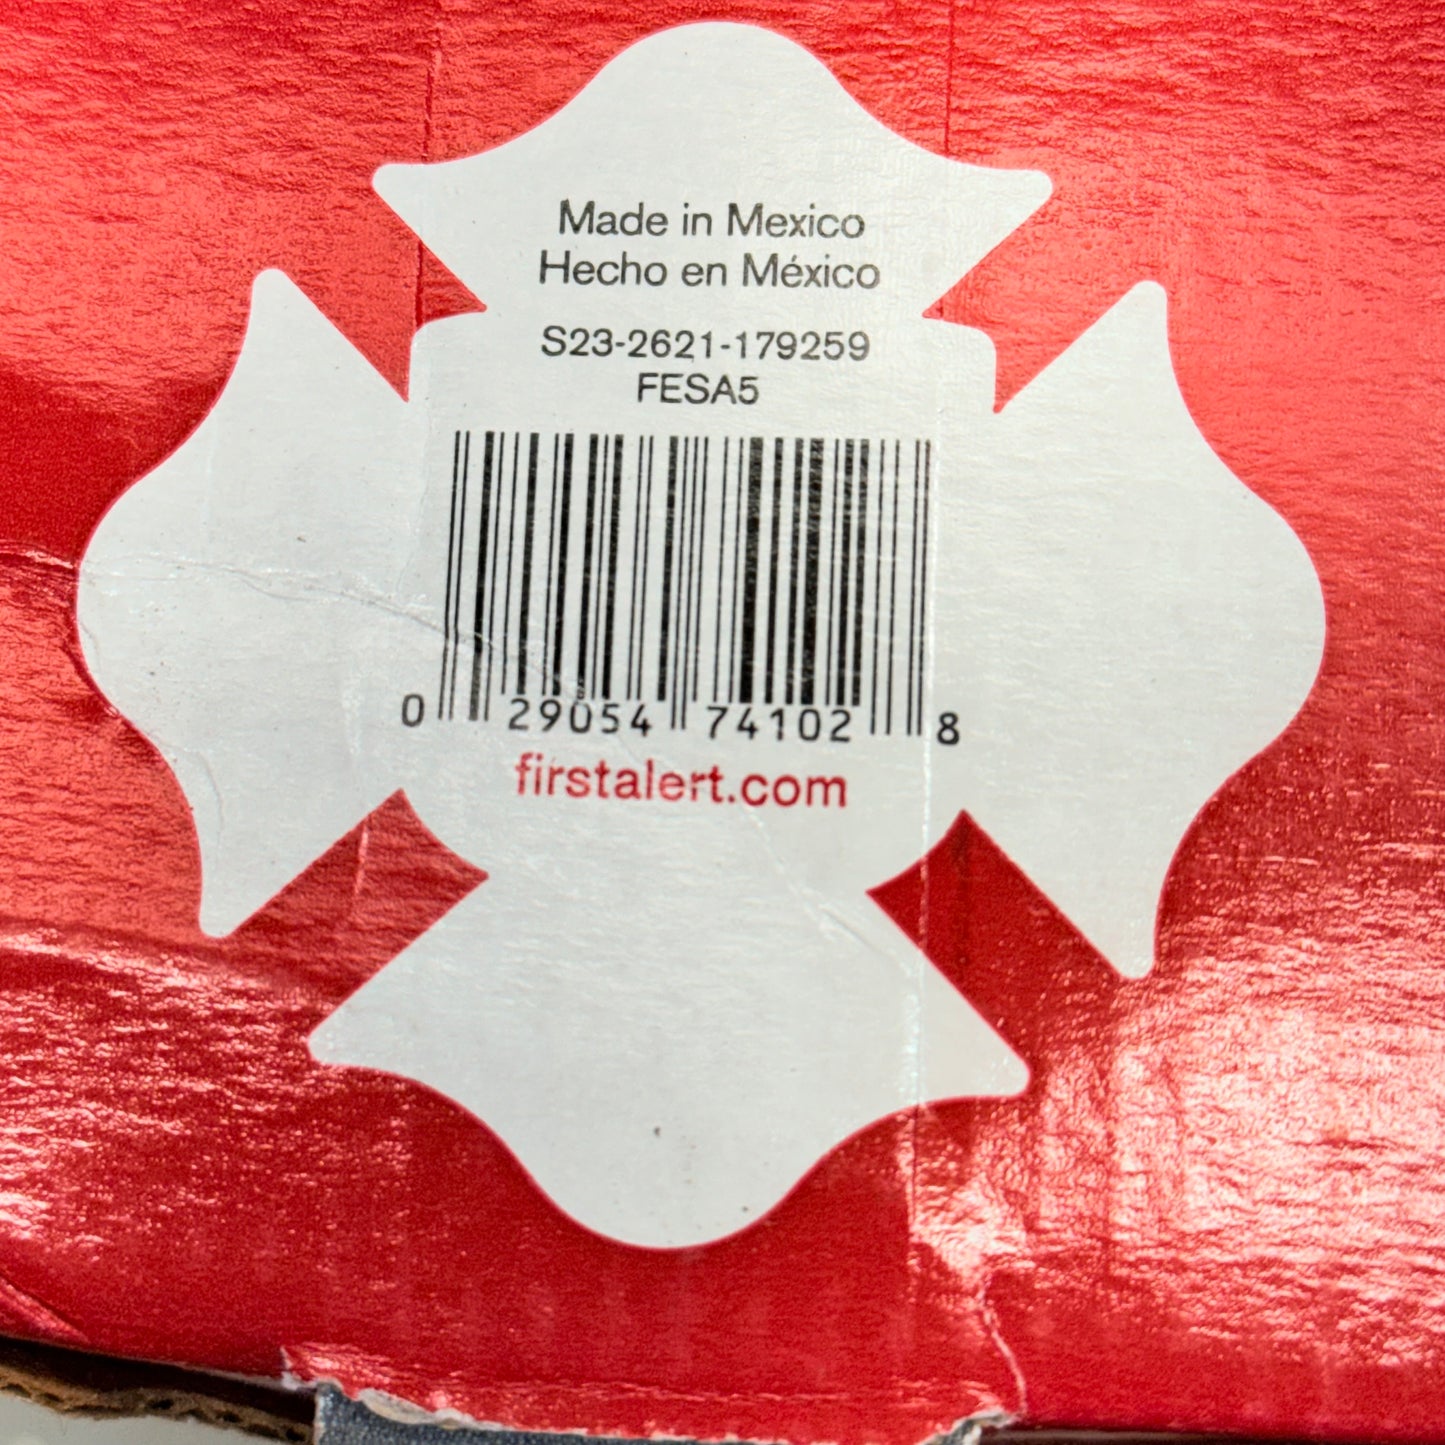 Made in Mexico
Hecho en México
S23-2621-179259
FESA5
0 29054 74102 8
firstalert.com